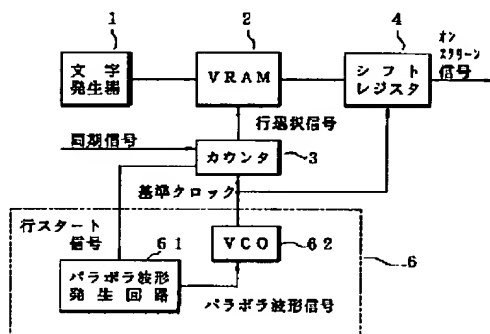 1
文字
発生器
2
VRAM
4
シフト
レジスタ
オン
スクリーン
信号
行選択信号
同期信号
カウンタ
3
基準クロック
行スタート
信号
61
パラボラ波形
発生回路
VCO
62
パラボラ波形信号
6